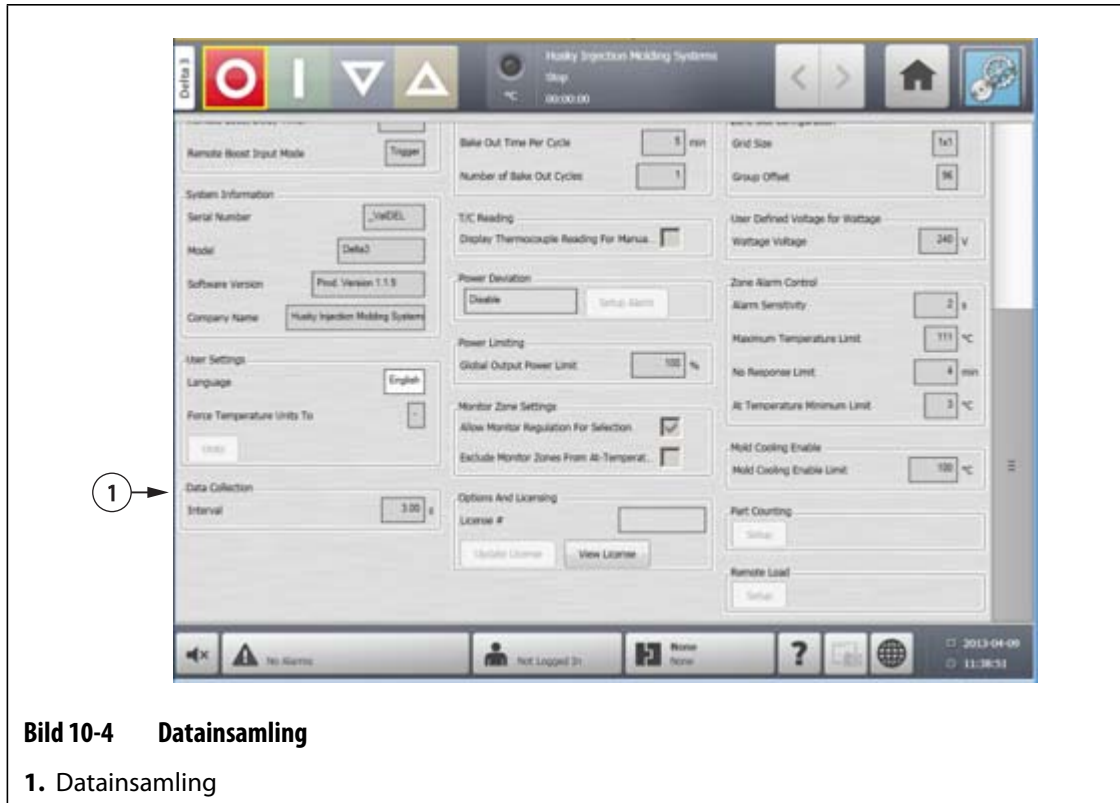 Delta 3
°C
Husky Injection Molding Systems
Stop
00:00:00
Remote Boost Input Mode
Trigger
System Information
Serial Number
_ValDEL
Model
Delta3
Software Version
Prod. Version 1.1.9
Company Name
Husky Injection Molding Systems
User Settings
Language
English
Force Temperature Units To
-
Data Collection
1
Interval
3.00 s
Bake Out Time Per Cycle
5 min
Number of Bake Out Cycles
1
T/C Reading
Display Thermocouple Reading For Manua..
Power Deviation
Disable
Setup Alarm
Power Limiting
Global Output Power Limit
100 %
Monitor Zone Settings
Allow Monitor Regulation For Selection
Exclude Monitor Zones From At-Temperat..
Options And Licensing
License #
Update License
View License
Grid Size
1x1
Group Offset
96
User Defined Voltage for Wattage
Wattage Voltage
240 V
Zone Alarm Control
Alarm Sensitivity
2 s
Maximum Temperature Limit
111 °C
No Response Limit
4 min
At Temperature Minimum Limit
3 °C
Mold Cooling Enable
Mold Cooling Enable Limit
100 °C
Part Counting
Setup
Remote Load
Setup
No Alarms
Not Logged In
None
None
?
2013-04-09
11:38:51
Bild 10-4 Datainsamling
1. Datainsamling